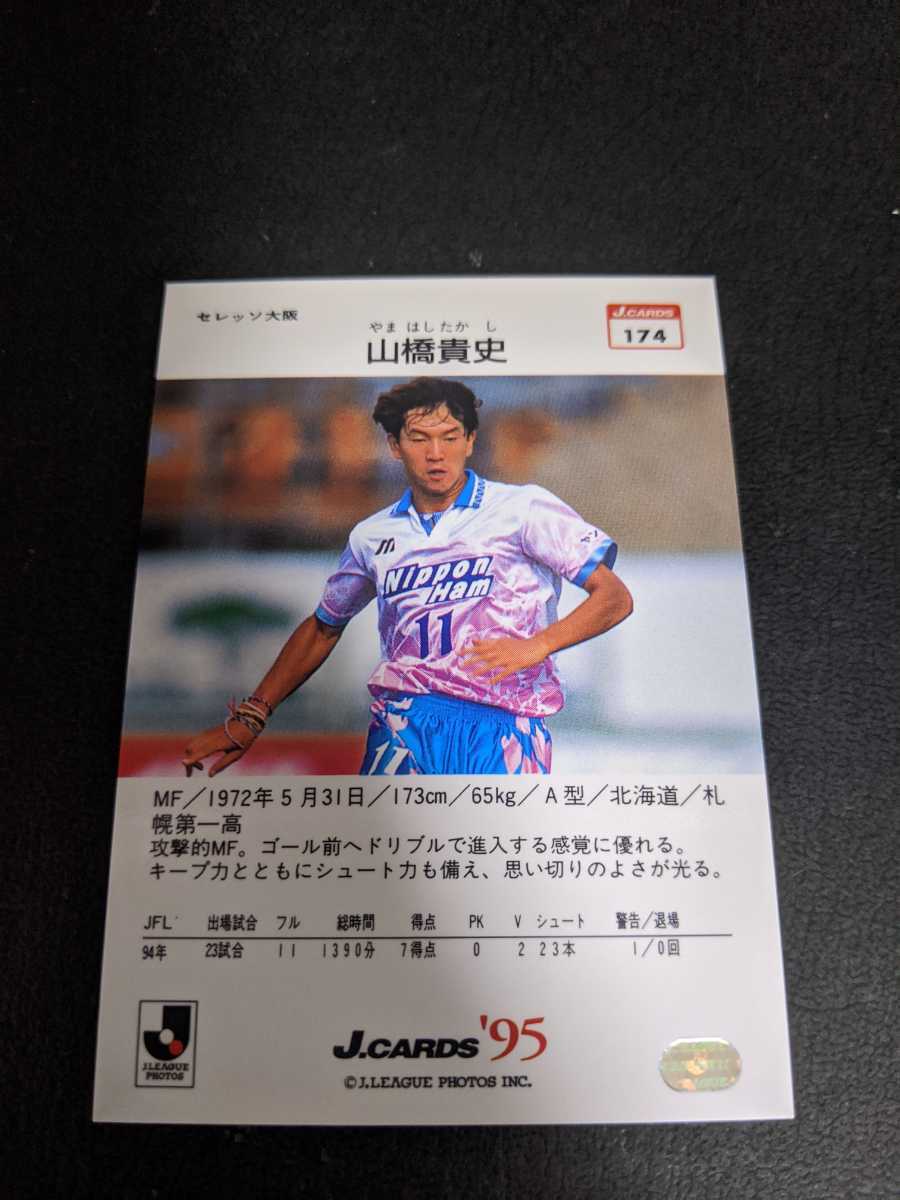 セレッソ大阪
やま はし たか し
山橋貴史
J.CARDS
174
Nippon
Ham
11
11
MF／1972年5月31日／173cm／65kg／A型／北海道／札
幌第一高
攻撃的MF。ゴール前へドリブルで進入する感覚に優れる。
キープ力とともにシュート力も備え、思い切りのよさが光る。
JFL 出場試合 フル 総時間 得点 PK V シュート 警告/退場
94年 23試合 11 1390分 7得点 0 2 23本 1/0回
J.LEAGUE
PHOTOS
J.CARDS '95
©J.LEAGUE PHOTOS INC.